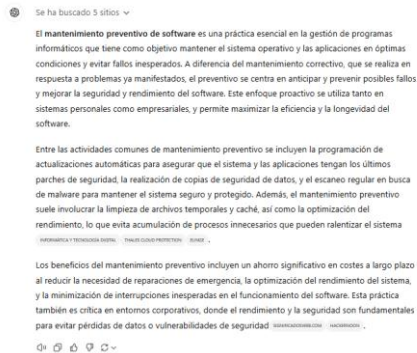 Se ha buscado 5 sitios
El mantenimiento preventivo de software es una práctica esencial en la gestión de programas
informáticos que tiene como objetivo mantener el sistema operativo y las aplicaciones en óptimas
condiciones y evitar fallos inesperados. A diferencia del mantenimiento correctivo, que se realiza en
respuesta a problemas ya manifestados, el preventivo se centra en anticipar y prevenir posibles fallos
y mejorar la seguridad y rendimiento del software. Este enfoque proactivo se utiliza tanto en
sistemas personales como empresariales, y permite maximizar la eficiencia y la longevidad del
software.
Entre las actividades comunes de mantenimiento preventivo se incluyen la programación de
actualizaciones automáticas para asegurar que el sistema y las aplicaciones tengan los últimos
parches de seguridad, la realización de copias de seguridad de datos, y el escaneo regular en busca
de malware para mantener el sistema seguro y protegido. Además, el mantenimiento preventivo
suele involucrar la limpieza de archivos temporales y caché, así como la optimización del
rendimiento, lo que evita acumulación de procesos innecesarios que pueden ralentizar el sistema
INFORMÁTICA Y TECNOLOGÍA DIGITAL THALES CLOUD PROTECTION .
Los beneficios del mantenimiento preventivo incluyen un ahorro significativo en costes a largo plazo
al reducir la necesidad de reparaciones de emergencia, la optimización del rendimiento del sistema,
y la minimización de interrupciones inesperadas en el funcionamiento del software. Esta práctica
también es crítica en entornos corporativos, donde el rendimiento y la seguridad son fundamentales
para evitar pérdidas de datos o vulnerabilidades de seguridad SIGNIFICADOSWEB.COM HACKERNOON .